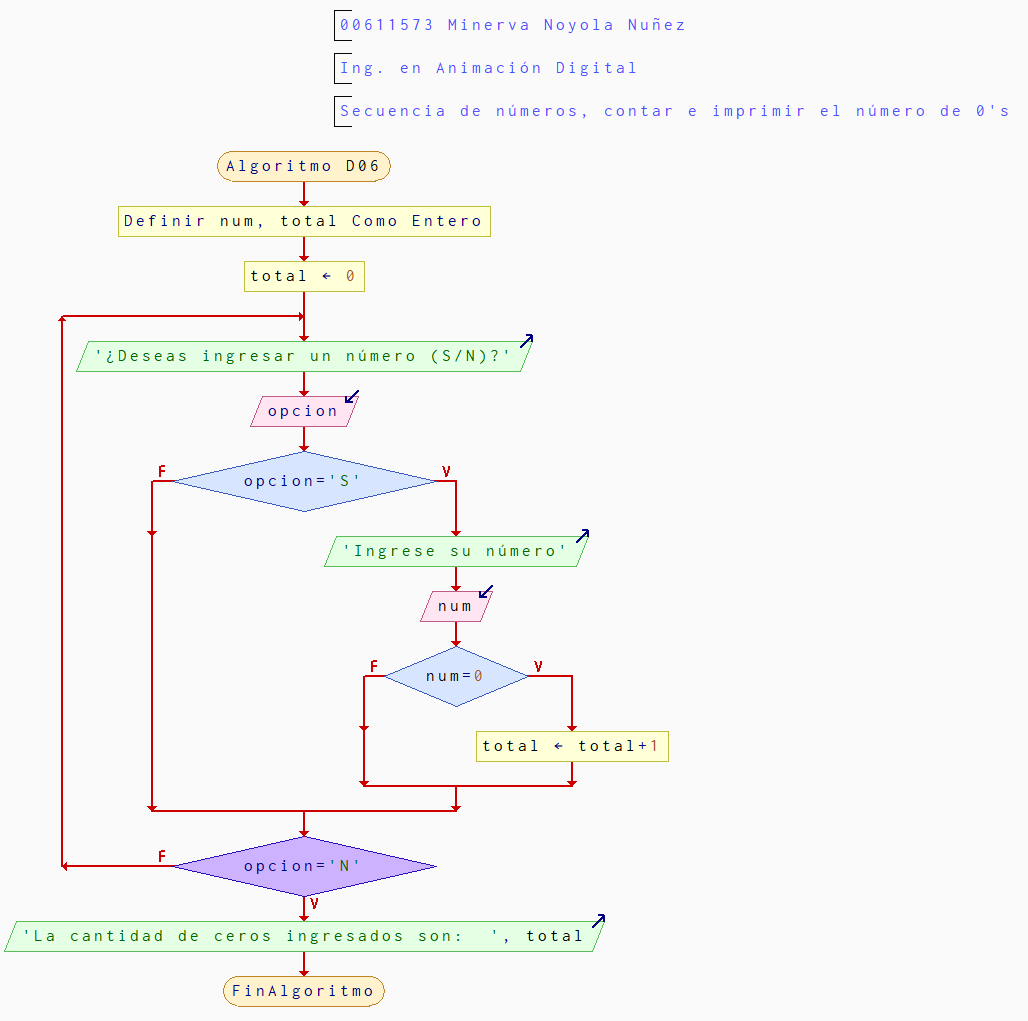 00611573 Minerva Noyola Nuñez
Ing. en Animación Digital
Secuencia de números, contar e imprimir el número de 0's
Algoritmo D06
Definir num, total Como Entero
total ← 0
'¿Deseas ingresar un número (S/N)?'
opcion
F
V
opcion='S'
'Ingrese su número'
num
F
V
num=0
total ← total+1
F
opcion='N'
V
'La cantidad de ceros ingresados son:  ', total
FinAlgoritmo